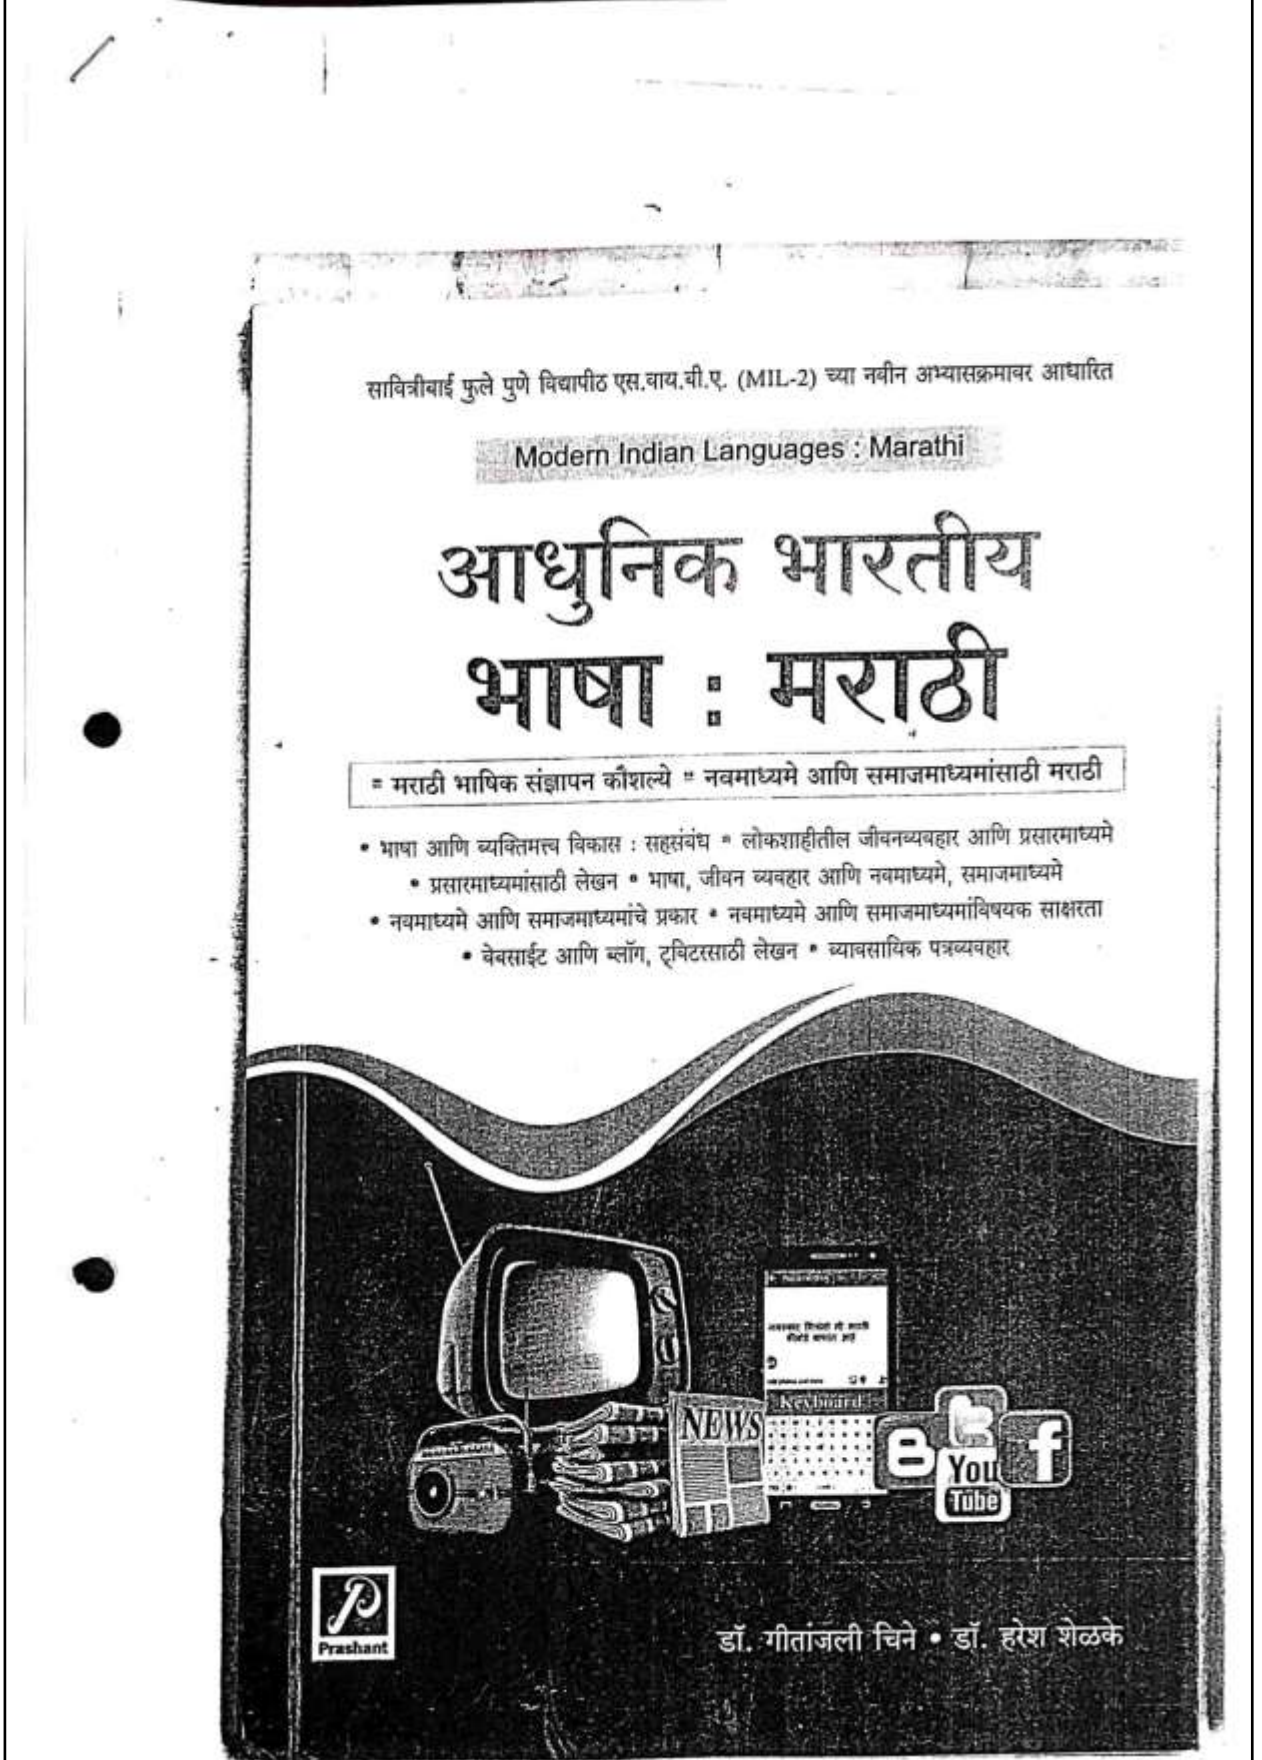 सावित्रीबाई फुले पुणे विद्यापीठ एस.वाय.बी.ए. (MIL-2) च्या नवीन अभ्यासक्रमावर आधारित
Modern Indian Languages : Marathi
आधुनिक भारतीय
भाषा : मराठी
▪ मराठी भाषिक संज्ञापन कौशल्ये ▪ नवमाध्यमे आणि समाजमाध्यमांसाठी मराठी
• भाषा आणि व्यक्तिमत्त्व विकास : सहसंबंध • लोकशाहीतील जीवनव्यवहार आणि प्रसारमाध्यमे
• प्रसारमाध्यमांसाठी लेखन • भाषा, जीवन व्यवहार आणि नवमाध्यमे, समाजमाध्यमे
• नवमाध्यमे आणि समाजमाध्यमांचे प्रकार • नवमाध्यमे आणि समाजमाध्यमांविषयक साक्षरता
• वेबसाईट आणि ब्लॉग, ट्विटरसाठी लेखन • व्यावसायिक पत्रव्यवहार
Keyboard
NEWS
You
Tube
Prashant
डॉ. गीतांजली चिने • डॉ. हरेश शेळके